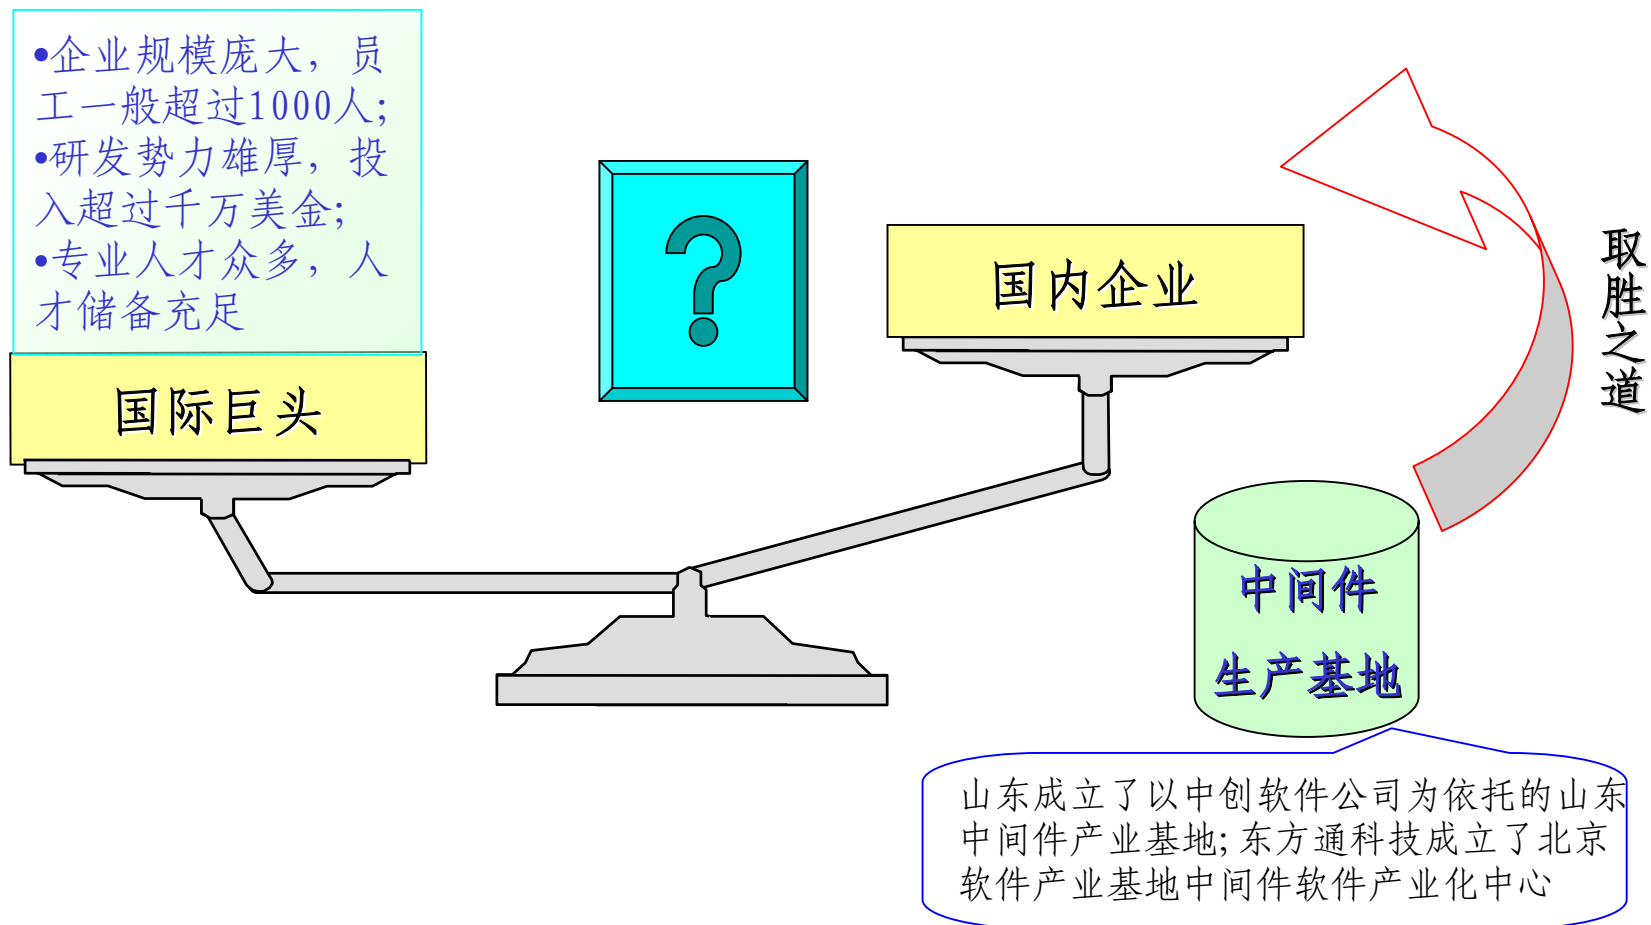 •企业规模庞大，员
工一般超过1000人;
•研发势力雄厚，投
入超过千万美金;
•专业人才众多，人
才储备充足
国际巨头
?
国内企业
取胜之道
中间件
生产基地
山东成立了以中创软件公司为依托的山东
中间件产业基地;东方通科技成立了北京
软件产业基地中间件软件产业化中心